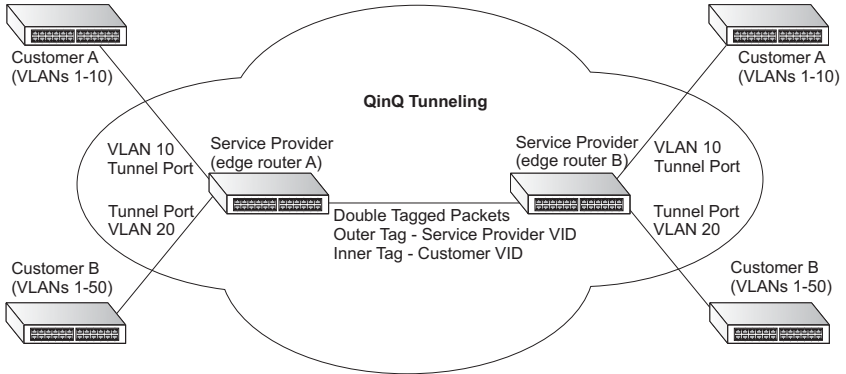 Customer A
(VLANs 1-10)
Customer A
(VLANs 1-10)
QinQ Tunneling
VLAN 10
Tunnel Port
Service Provider
(edge router A)
Service Provider
(edge router B)
VLAN 10
Tunnel Port
Tunnel Port
VLAN 20
Double Tagged Packets
Outer Tag - Service Provider VID
Inner Tag - Customer VID
Tunnel Port
VLAN 20
Customer B
(VLANs 1-50)
Customer B
(VLANs 1-50)